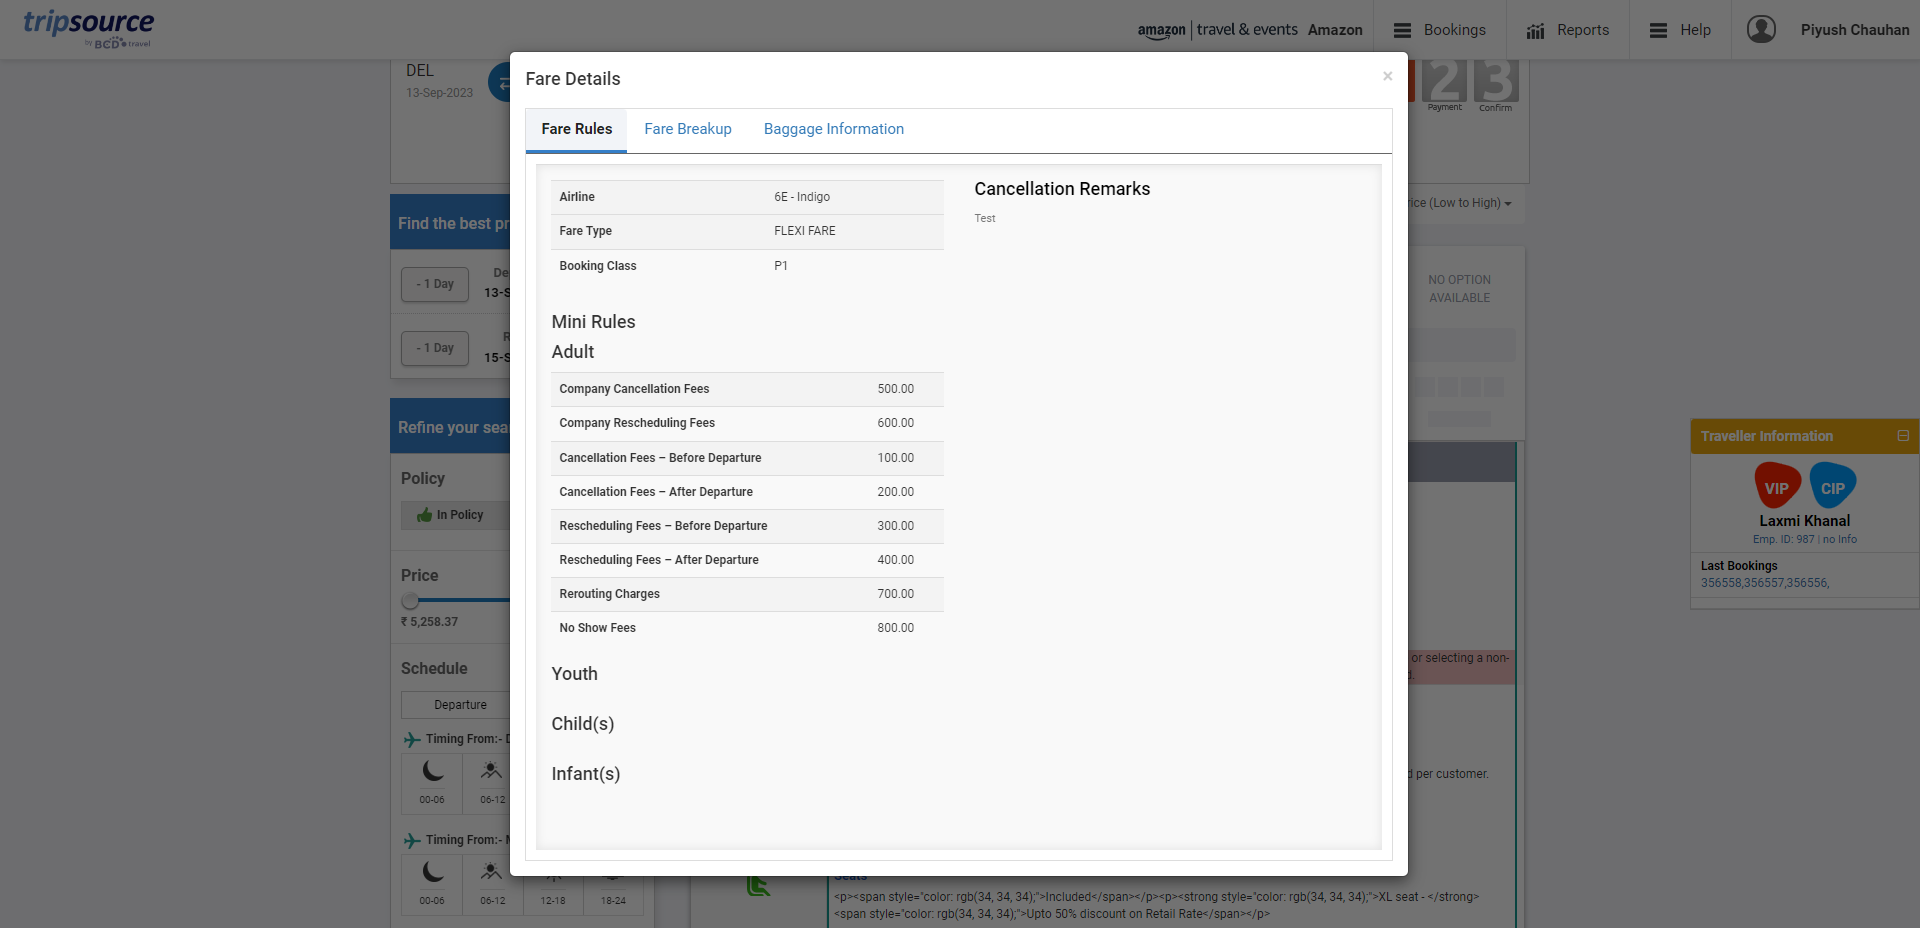 tripsource
by BCD travel
amazon | travel & events Amazon
Bookings
Reports
Help
Piyush Chauhan
DEL
13-Sep-2023
2 3
Payment Confirm
Find the best pr
- 1 Day
De
13-S
- 1 Day
R
15-S
Refine your sea
Policy
In Policy
Price
₹ 5,258.37
Schedule
Departure
Timing From:- D
00-06 06-12
Timing From:- M
00-06 06-12 12-18 18-24
Fare Details
×
Fare Rules Fare Breakup Baggage Information
Airline 6E - Indigo
Fare Type FLEXI FARE
Booking Class P1
Mini Rules
Adult
Company Cancellation Fees 500.00
Company Rescheduling Fees 600.00
Cancellation Fees – Before Departure 100.00
Cancellation Fees – After Departure 200.00
Rescheduling Fees – Before Departure 300.00
Rescheduling Fees – After Departure 400.00
Rerouting Charges 700.00
No Show Fees 800.00
Youth
Child(s)
Infant(s)
Cancellation Remarks
Test
rice (Low to High)
NO OPTION
AVAILABLE
or selecting a non-
d.
d per customer.
Seats
<p><span style="color: rgb(34, 34, 34);">Included</span></p><p><strong style="color: rgb(34, 34, 34);">XL seat - </strong>
<span style="color: rgb(34, 34, 34);">Upto 50% discount on Retail Rate</span></p>
Traveller Information
VIP CIP
Laxmi Khanal
Emp. ID: 987 | no Info
Last Bookings
356558,356557,356556,